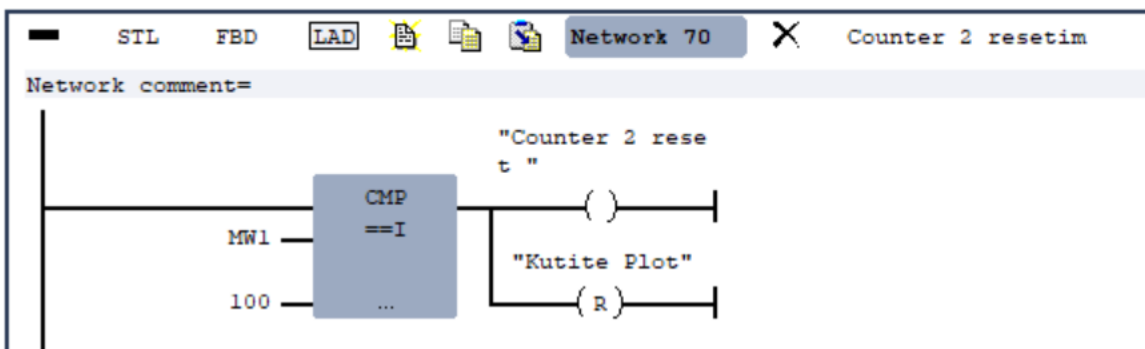 STL FBD LAD Network 70 Counter 2 resetim
Network comment=
"Counter 2 rese
t "
CMP
==I
MW1
"Kutite Plot"
100
...
R